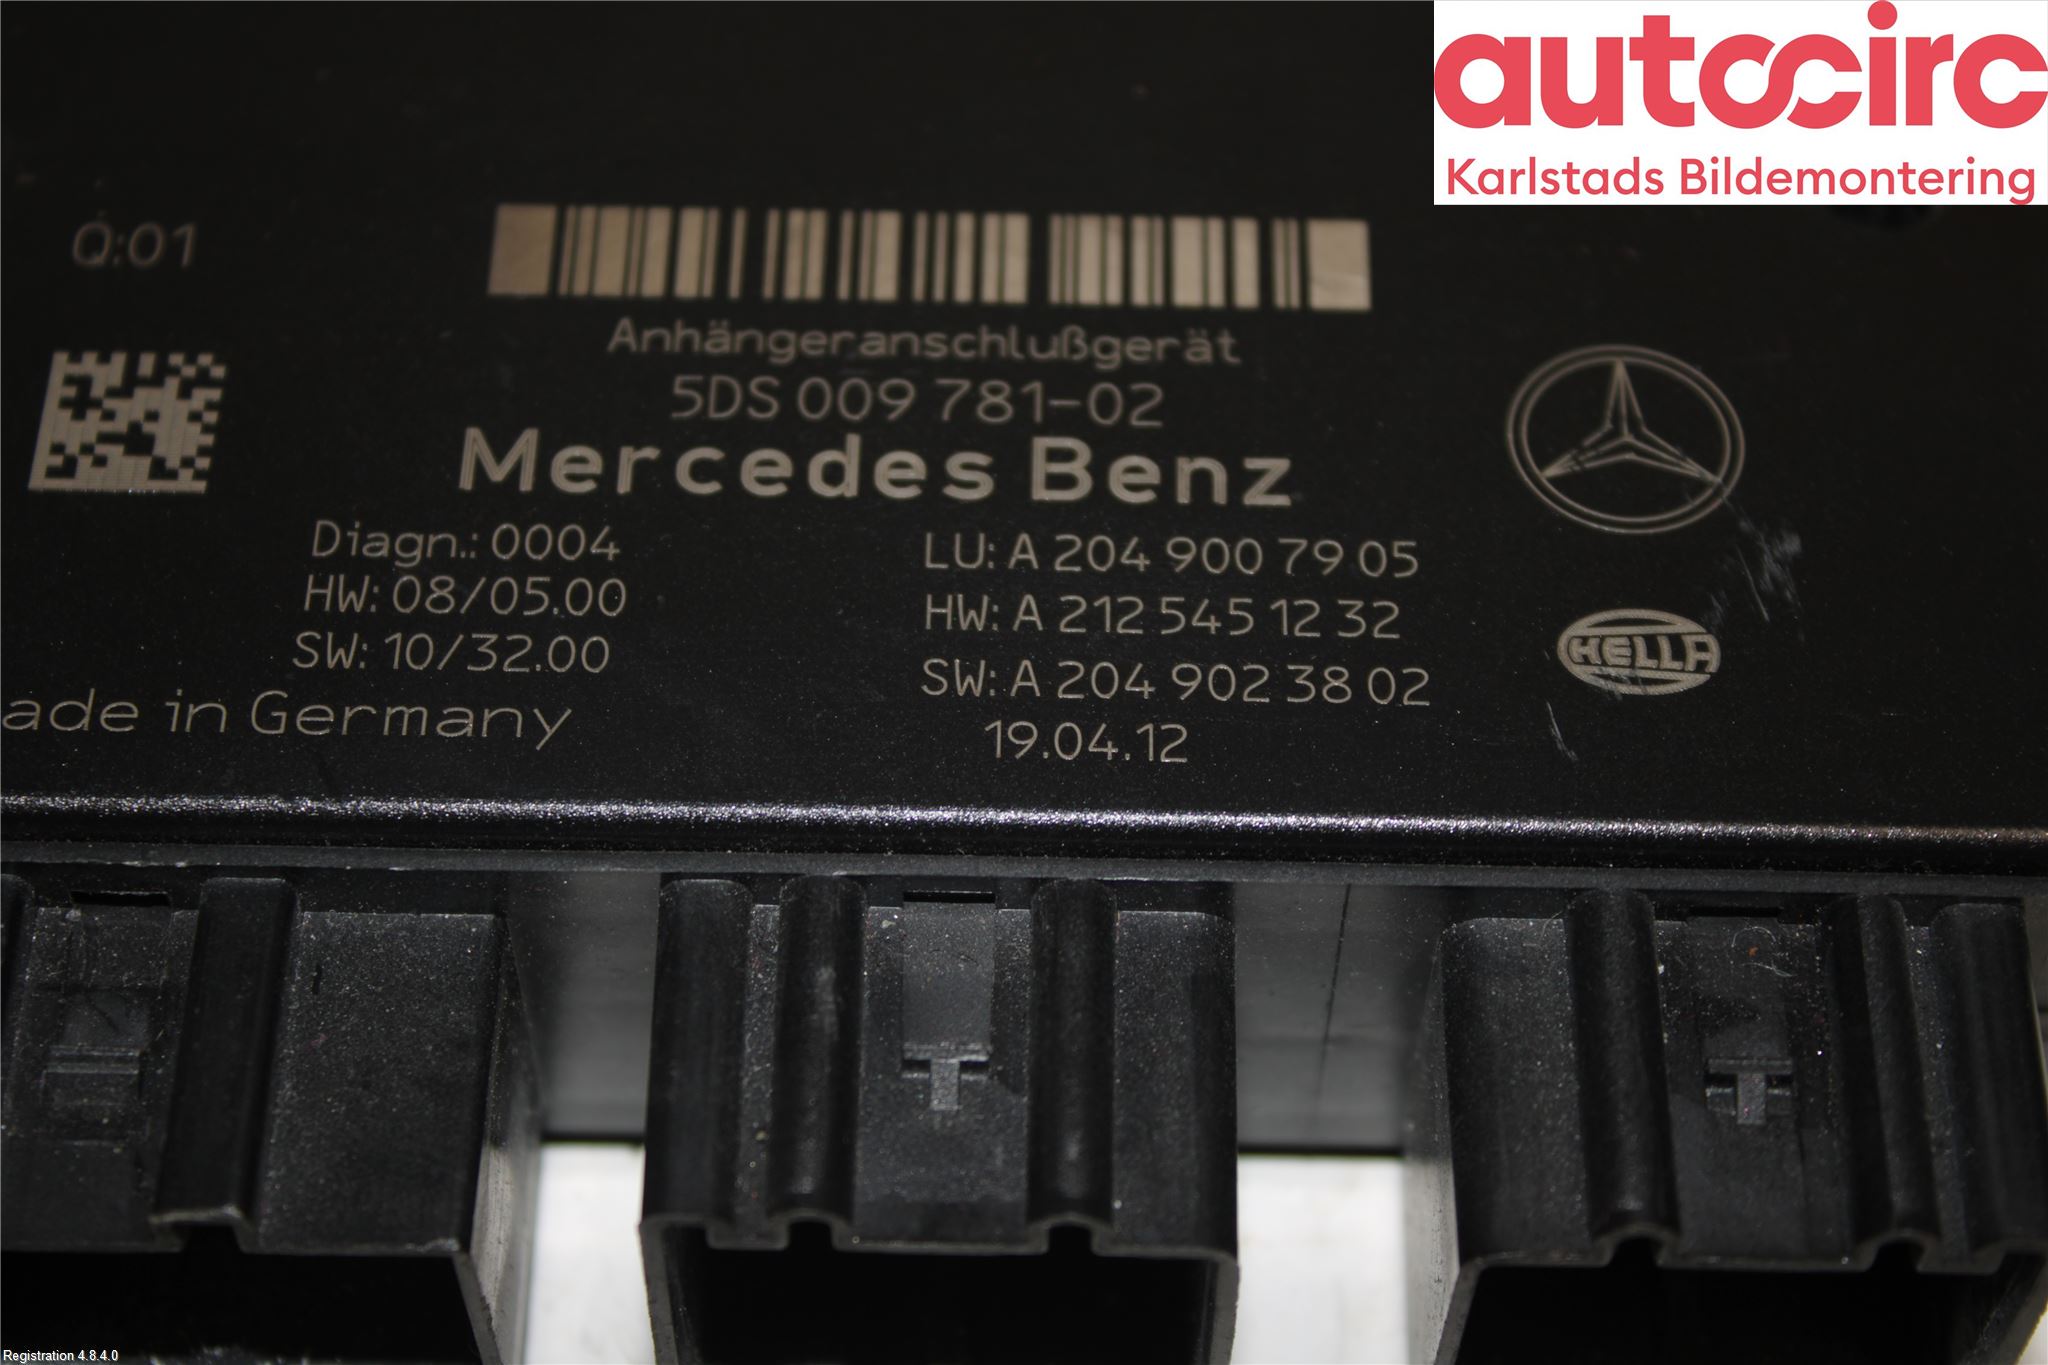 autocirc
Karlstads Bildemontering
Q:01
Anhängeranschlußgerät
5DS 009 781-02
Mercedes Benz
Diagn.: 0004
HW: 08/05.00
SW: 10/32.00
ade in Germany
LU: A 204 900 79 05
HW: A 212 545 12 32
SW: A 204 902 38 02
19.04.12
HELLA
Registration 4.8.4.0